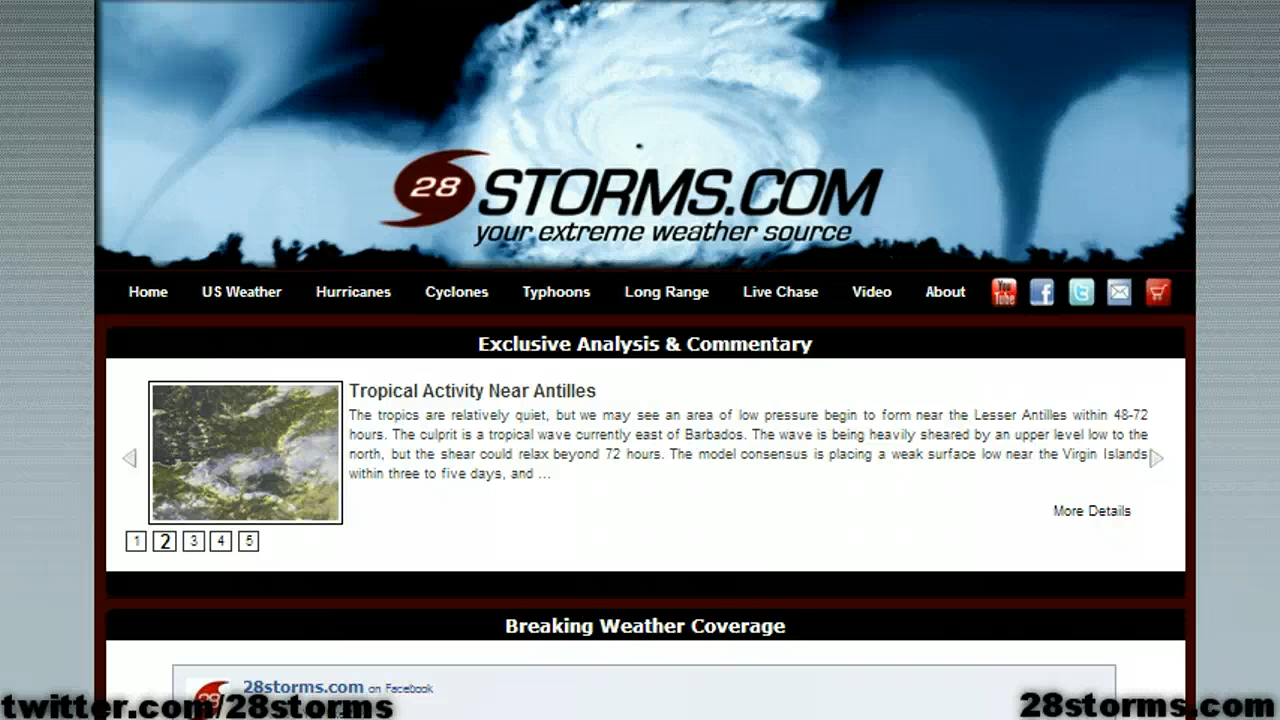 28 STORMS.COM
your extreme weather source
Home US Weather Hurricanes Cyclones Typhoons Long Range Live Chase Video About You Tube
Exclusive Analysis & Commentary
Tropical Activity Near Antilles
The tropics are relatively quiet, but we may see an area of low pressure begin to form near the Lesser Antilles within 48-72
hours. The culprit is a tropical wave currently east of Barbados. The wave is being heavily sheared by an upper level low to the
north, but the shear could relax beyond 72 hours. The model consensus is placing a weak surface low near the Virgin Islands
within three to five days, and ...
More Details
1 2 3 4 5
Breaking Weather Coverage
28storms.com on Facebook
28
twitter.com/28storms
28storms.com